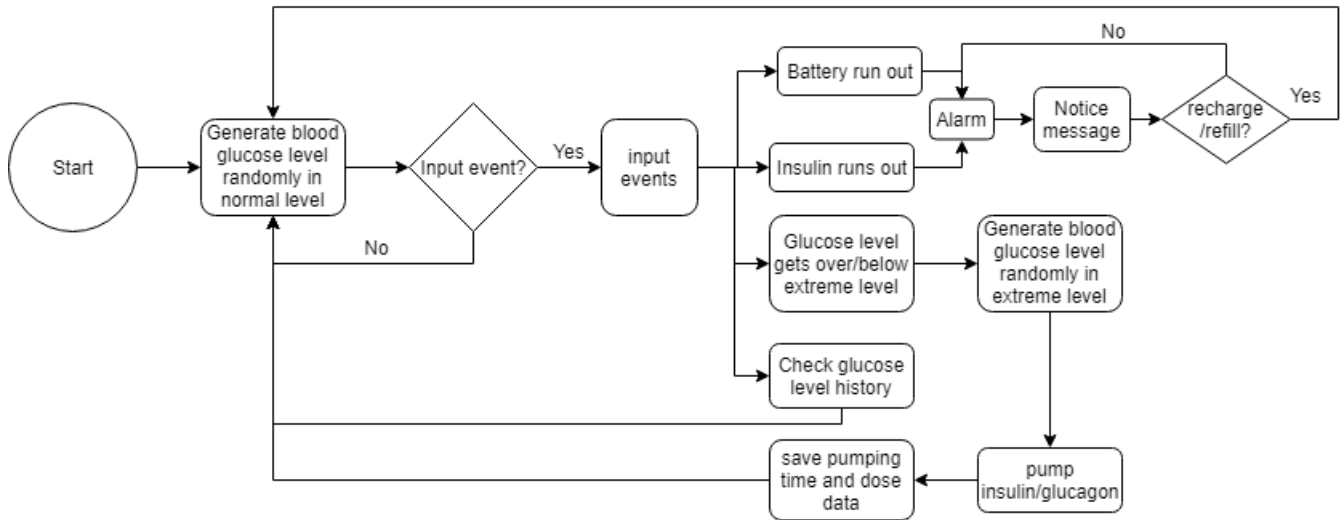 No
Battery run out
Yes
recharge
/refill?
Alarm
Notice
message
Start
Generate blood
glucose level
randomly in
normal level
Input event?
Yes
input
events
Insulin runs out
No
Glucose level
gets over/below
extreme level
Generate blood
glucose level
randomly in
extreme level
Check glucose
level history
save pumping
time and dose
data
pump
insulin/glucagon